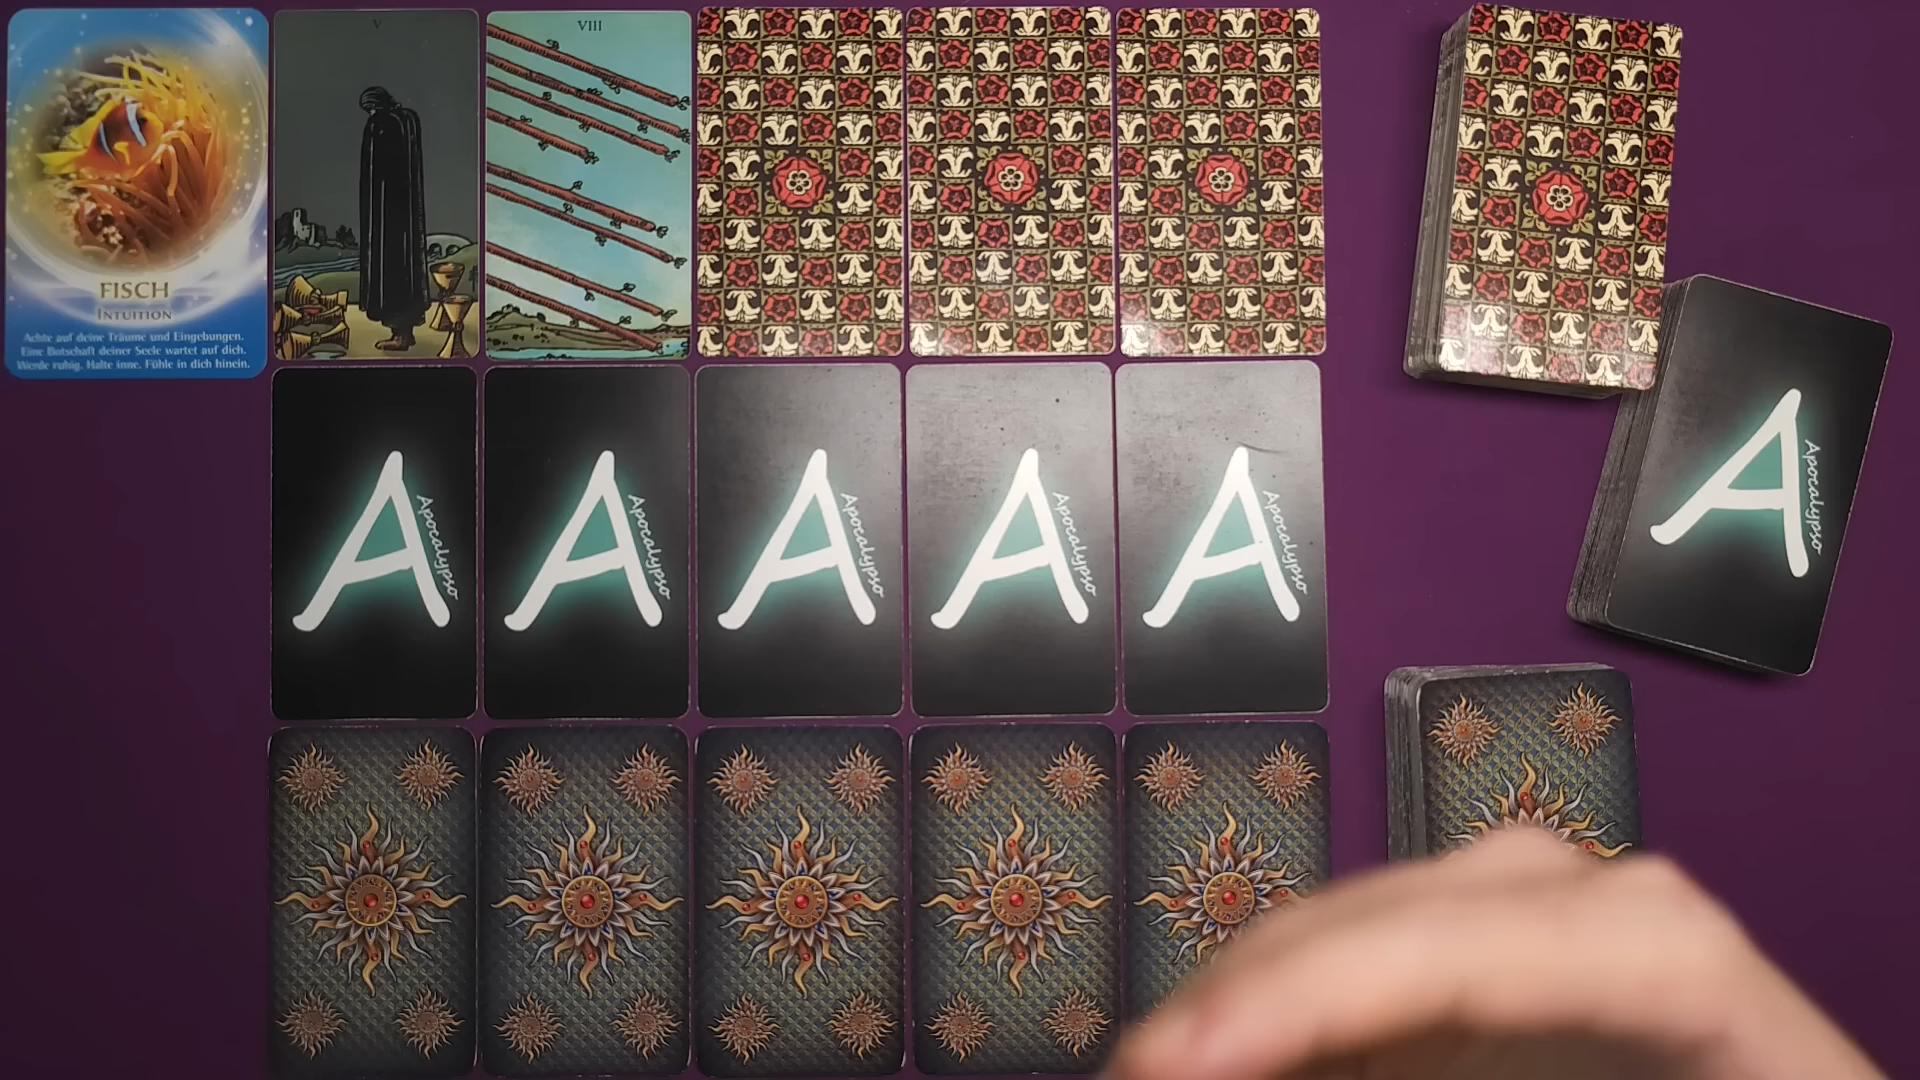 FISCH
INTUITION
Achte auf deine Träume und Eingebungen.
Eine Botschaft deiner Seele wartet auf dich.
Werde ruhig. Halte inne. Fühle in dich hinein.
V
VIII
A
Apocalypso
A
Apocalypso
A
Apocalypso
A
Apocalypso
A
Apocalypso
A
Apocalypso